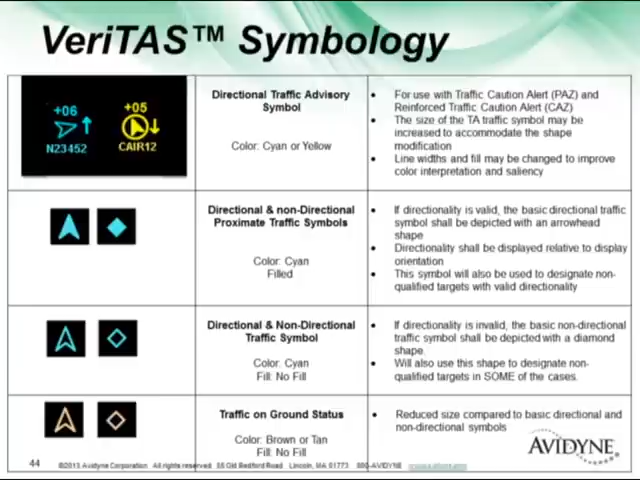 VeriTAS™ Symbology
+06
N23452
+05
CAIR12
Directional Traffic Advisory
Symbol
Color: Cyan or Yellow
• For use with Traffic Caution Alert (PAZ) and
Reinforced Traffic Caution Alert (CAZ)
• The size of the TA traffic symbol may be
increased to accommodate the shape
modification
• Line widths and fill may be changed to improve
color interpretation and saliency
Directional & non-Directional
Proximate Traffic Symbols
Color: Cyan
Filled
• If directionality is valid, the basic directional traffic
symbol shall be depicted with an arrowhead
shape
• Directionality shall be displayed relative to display
orientation
• This symbol will also be used to designate non-
qualified targets with valid directionality
Directional & Non-Directional
Traffic Symbol
Color: Cyan
Fill: No Fill
• If directionality is invalid, the basic non-directional
traffic symbol shall be depicted with a diamond
shape.
• Will also use this shape to designate non-
qualified targets in SOME of the cases.
Traffic on Ground Status
Color: Brown or Tan
Fill: No Fill
• Reduced size compared to basic directional and
non-directional symbols
AVIDYNE
44
©2013 Avidyne Corporation. All rights reserved. 55 Old Bedford Road Lincoln, MA 01773 800-AVIDYNE